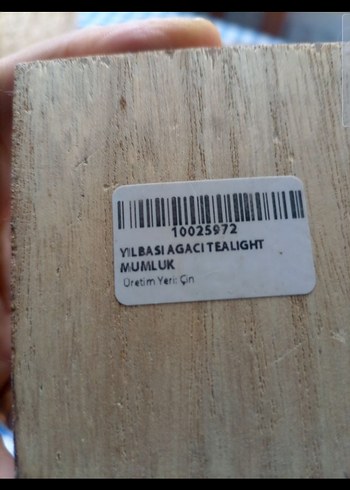 10025972
YILBASI AGACI TEALIGHT
MUMLUK
Üretim Yeri: Çin